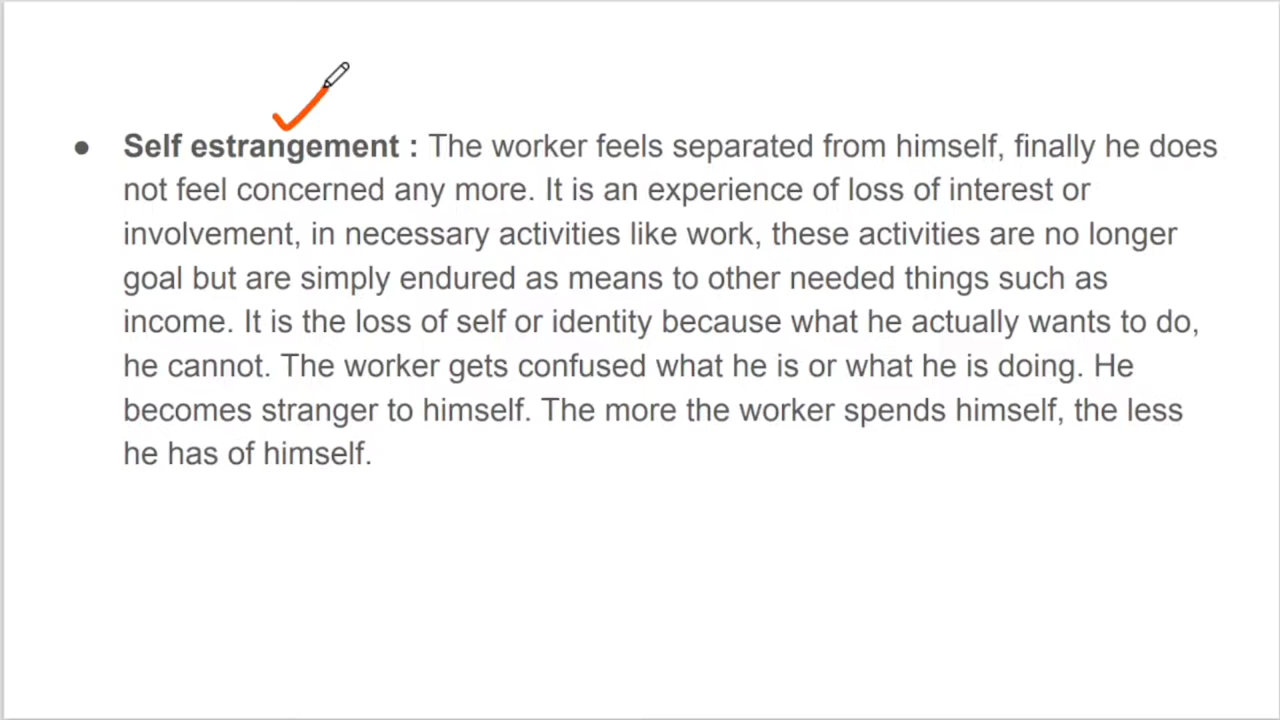 ● Self estrangement : The worker feels separated from himself, finally he does
not feel concerned any more. It is an experience of loss of interest or
involvement, in necessary activities like work, these activities are no longer
goal but are simply endured as means to other needed things such as
income. It is the loss of self or identity because what he actually wants to do,
he cannot. The worker gets confused what he is or what he is doing. He
becomes stranger to himself. The more the worker spends himself, the less
he has of himself.